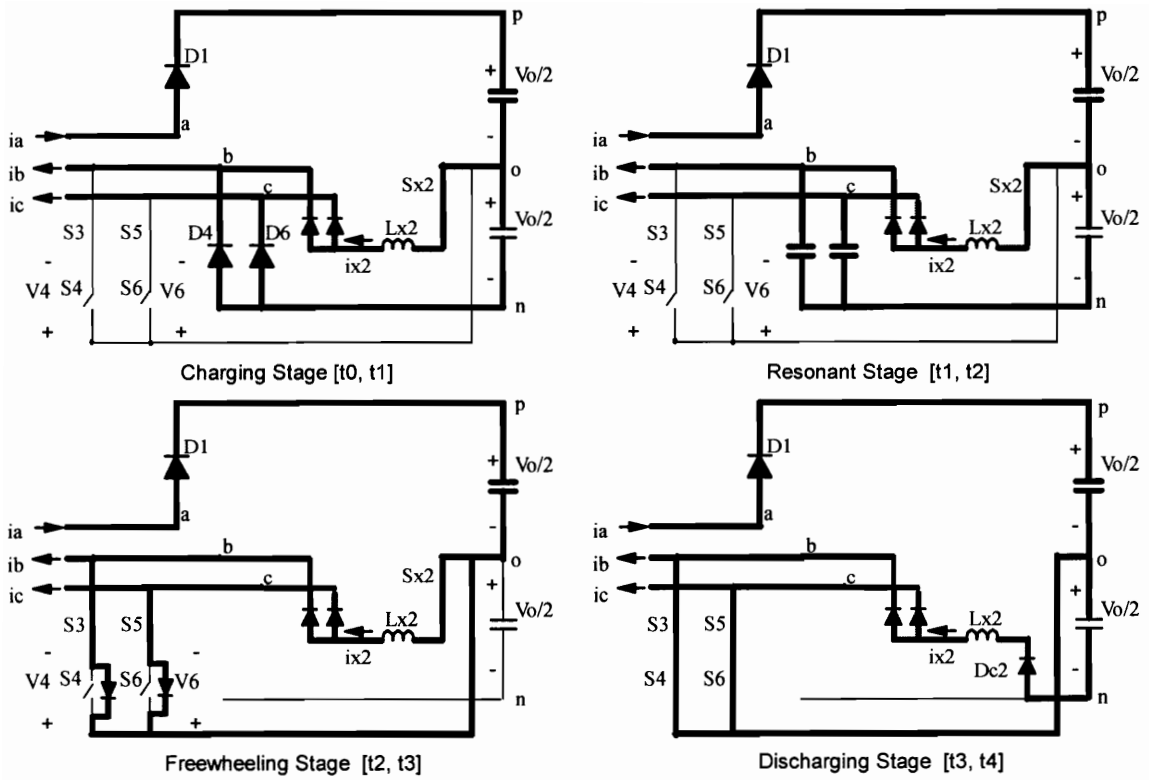 p
D1
+
Vo/2
ia
a
-
ib
b
o
ic
c
Sx2
+
S3
S5
D4
D6
Lx2
Vo/2
-
-
ix2
-
V4
S4
S6
V6
n
+
+
Charging Stage [t0, t1]
p
D1
+
Vo/2
ia
a
-
ib
b
o
ic
c
Sx2
+
S3
S5
Lx2
Vo/2
-
-
ix2
-
V4
S4
S6
V6
n
+
+
Resonant Stage [t1, t2]
p
D1
+
Vo/2
ia
a
-
ib
b
o
ic
c
Sx2
+
S3
S5
Lx2
Vo/2
-
-
ix2
-
V4
S4
S6
V6
n
+
+
Freewheeling Stage [t2, t3]
p
D1
+
Vo/2
ia
a
-
ib
b
o
ic
c
+
S3
S5
Lx2
Vo/2
ix2
Dc2
-
S4
S6
n
Discharging Stage [t3, t4]